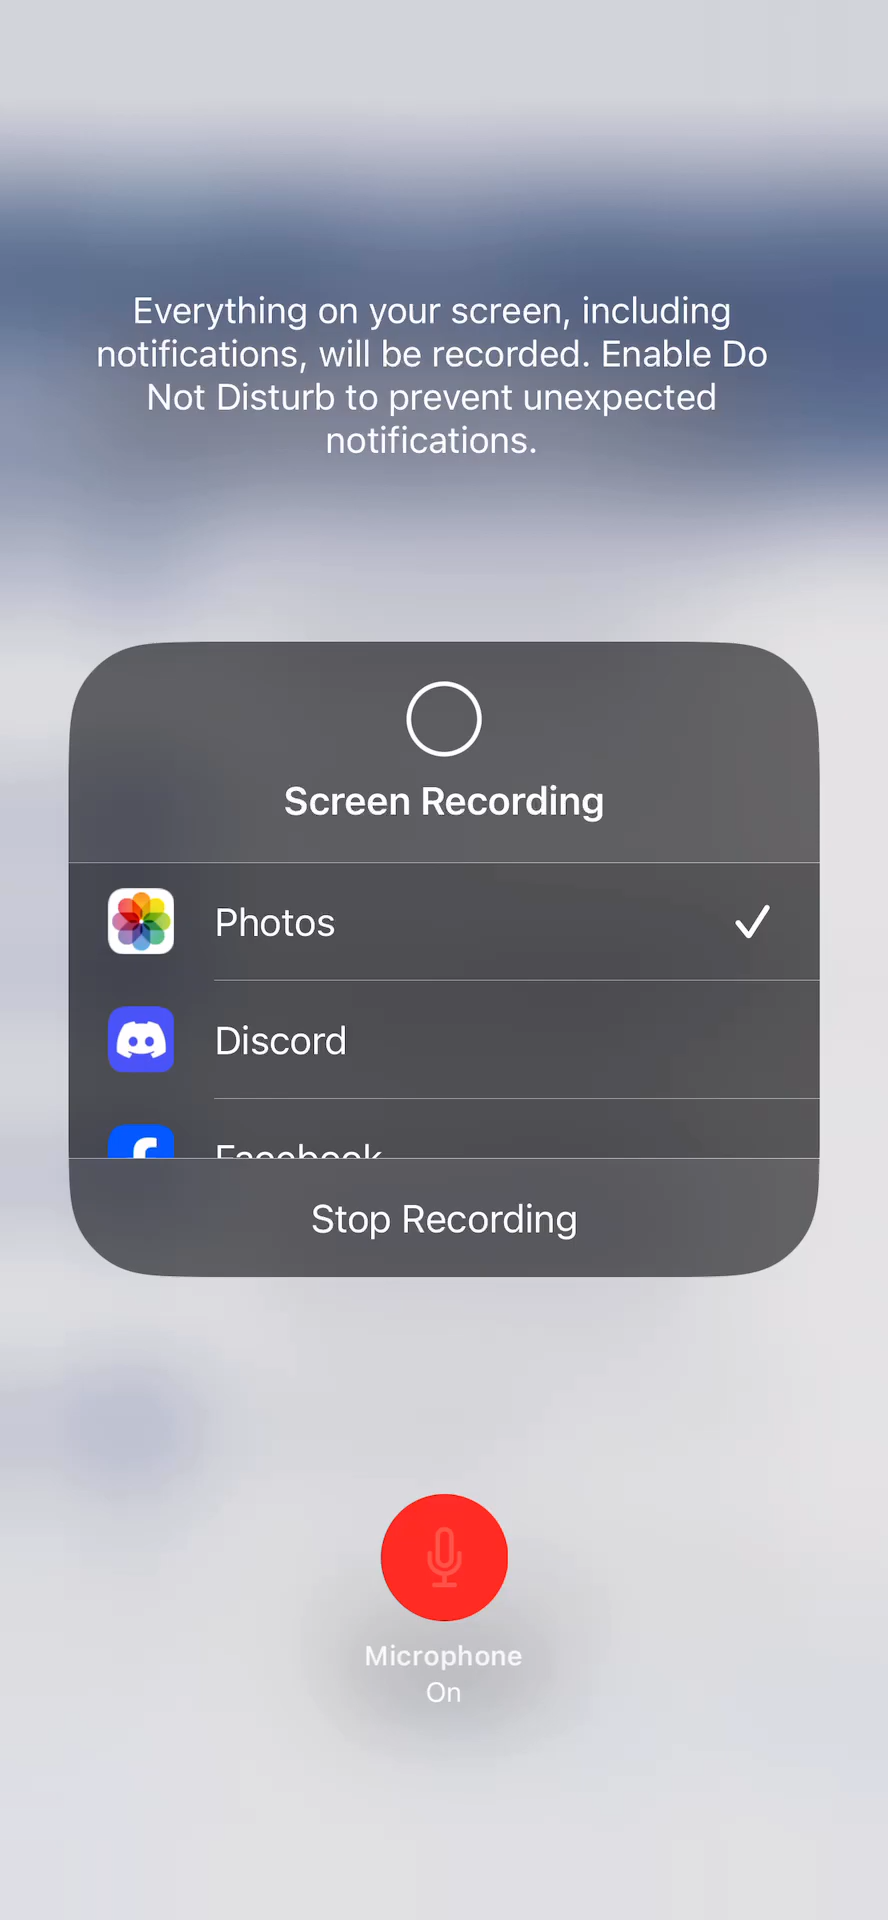 Everything on your screen, including
notifications, will be recorded. Enable Do
Not Disturb to prevent unexpected
notifications.
Screen Recording
Photos
Discord
Facebook
Stop Recording
Microphone
On